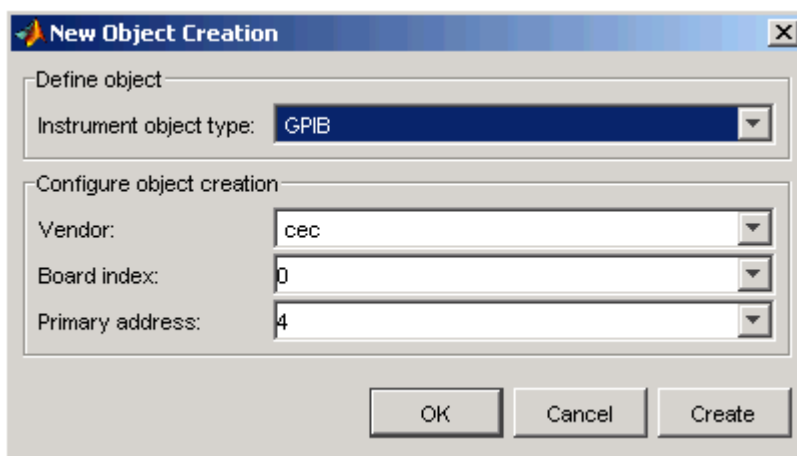 New Object Creation
Define object
Instrument object type: GPIB
Configure object creation
Vendor: cec
Board index: 0
Primary address: 4
OK Cancel Create